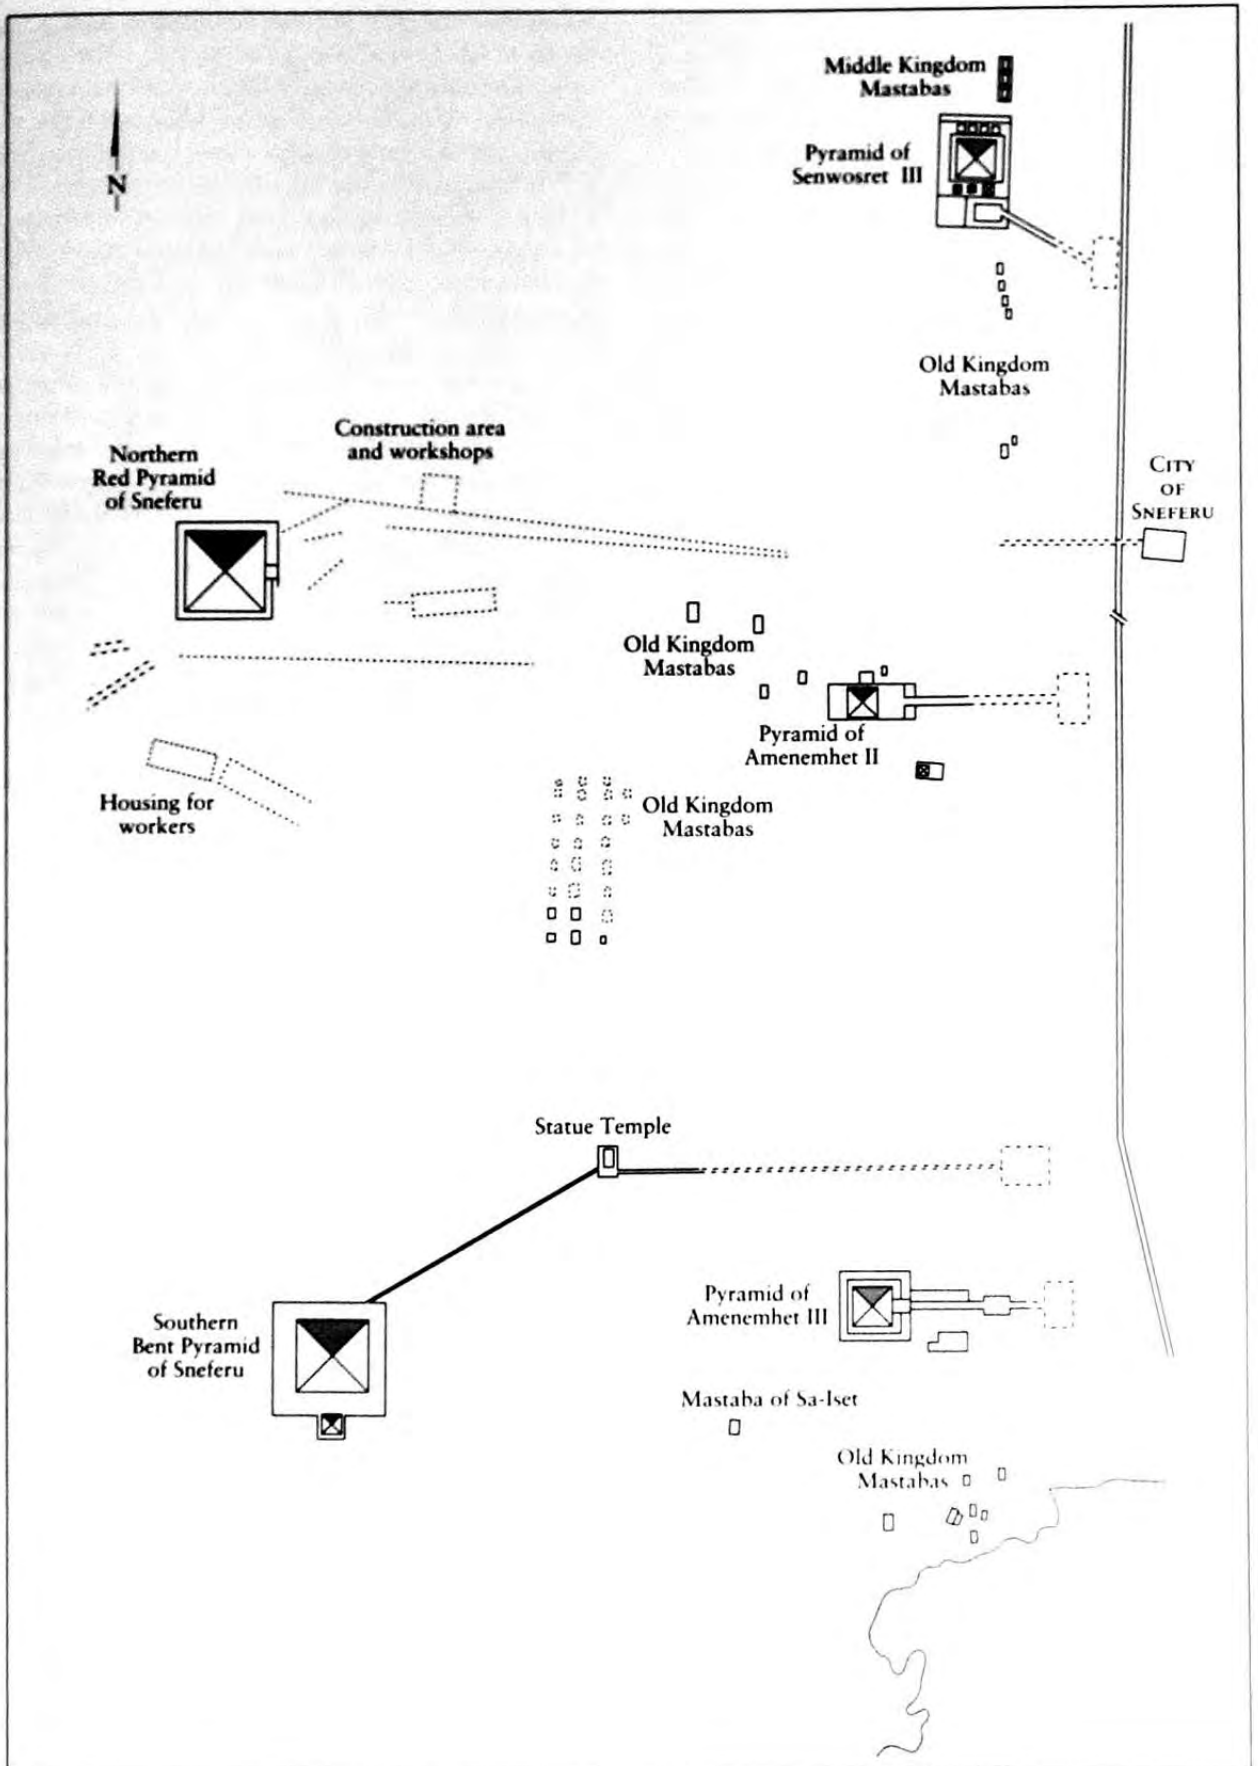 Middle Kingdom
Mastabas
N
Pyramid of
Senwosret III
Old Kingdom
Mastabas
Construction area
and workshops
Northern
Red Pyramid
of Sneferu
CITY
OF
SNEFERU
Old Kingdom
Mastabas
Pyramid of
Amenemhet II
Housing for
workers
Old Kingdom
Mastabas
Statue Temple
Pyramid of
Amenemhet III
Southern
Bent Pyramid
of Sneferu
Mastaba of Sa-Iset
Old Kingdom
Mastabas